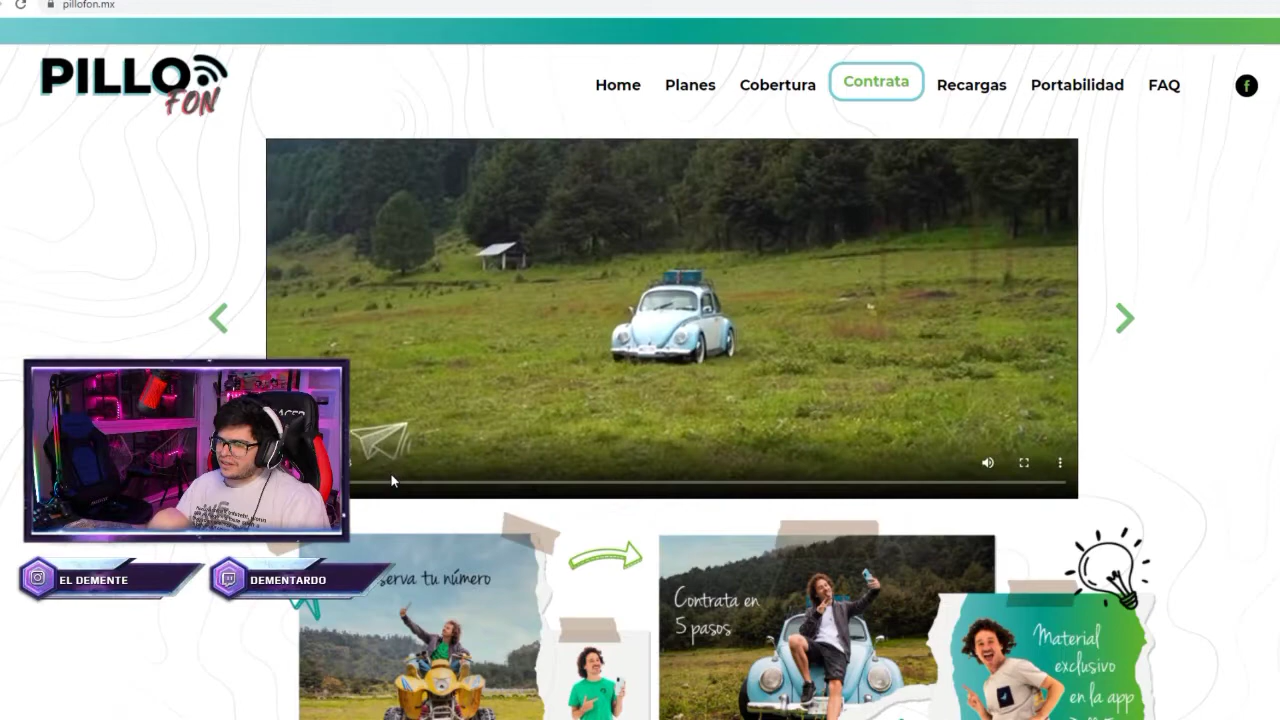 pillofon.mx
PILLO
FON
Home Planes Cobertura Contrata Recargas Portabilidad FAQ
f
EL DEMENTE
DEMENTARDO
tu número
Contrata en
5 pasos
Material
exclusivo
en la app